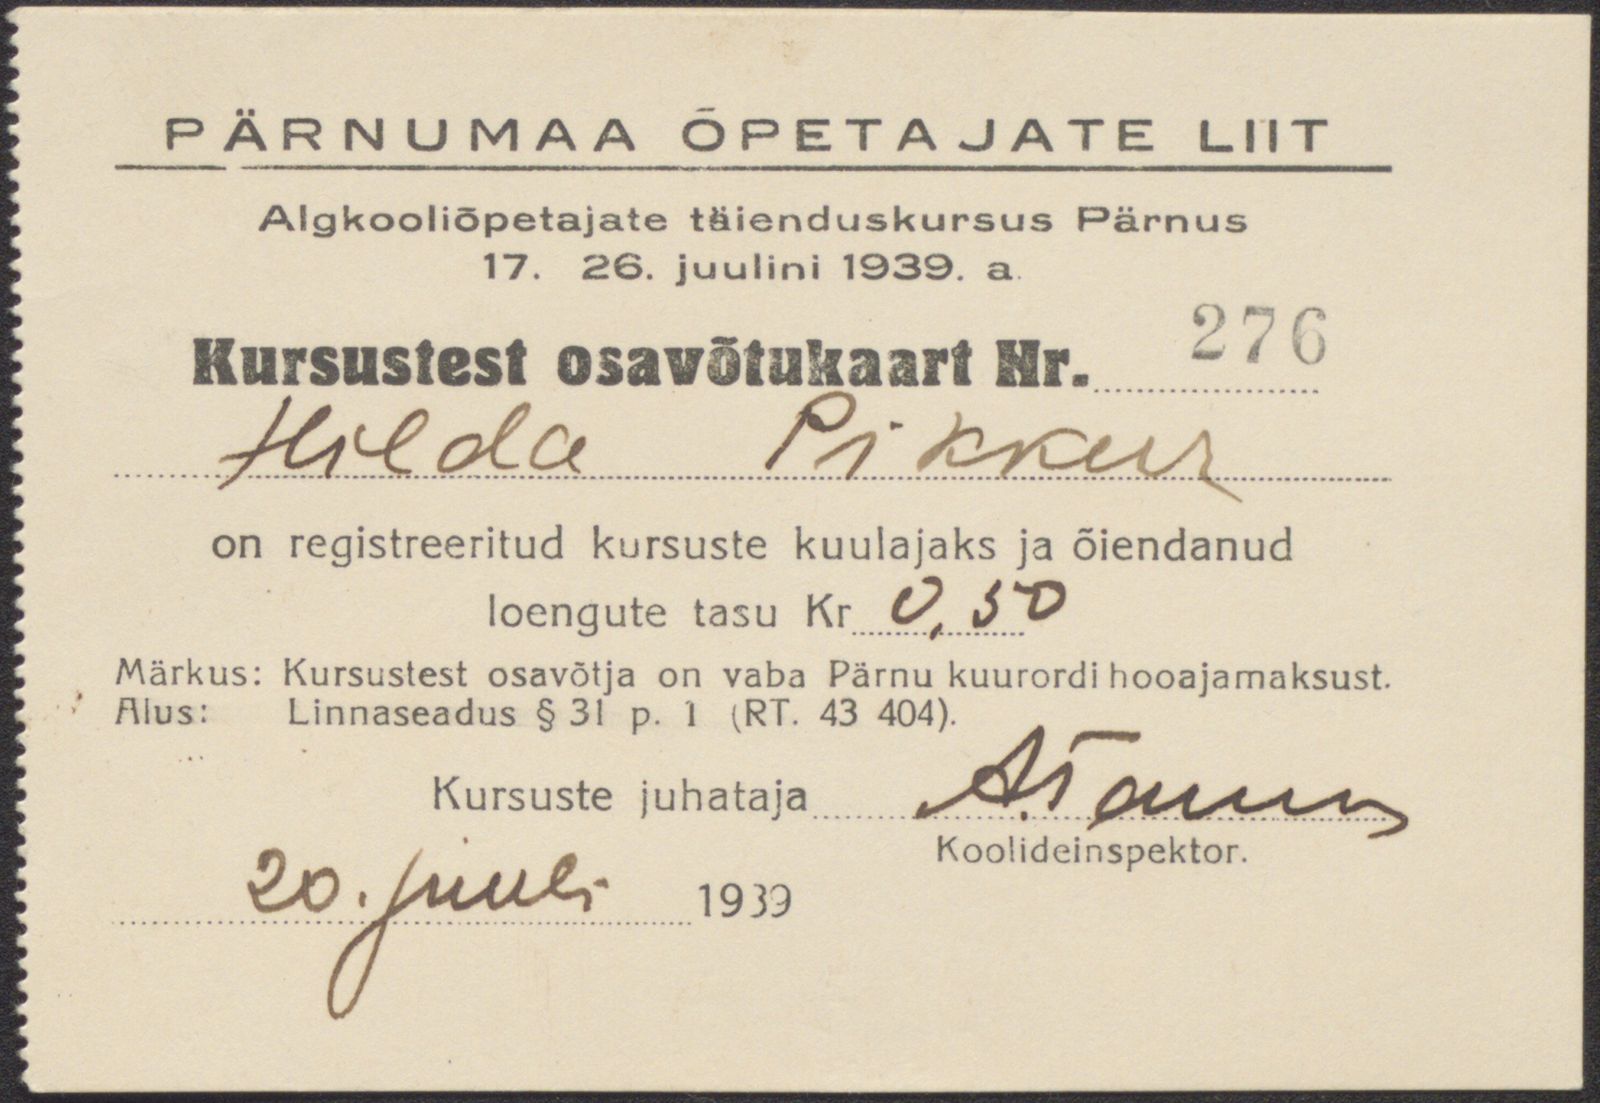 PÄRNUMAA ÕPETAJATE LIIT
Algkooliõpetajate täienduskursus Pärnus
17. 26. juulini 1939. a.
Kursustest osavõtukaart Nr. 276
Hilda Pikkur
on registreeritud kursuste kuulajaks ja õiendanud
loengute tasu Kr 0,50
Märkus: Kursustest osavõtja on vaba Pärnu kuurordi hooajamaksust.
Alus: Linnaseadus § 31 p. 1 (RT. 43 404).
Kursuste juhataja
Koolideinspektor.
20. juuli 1939